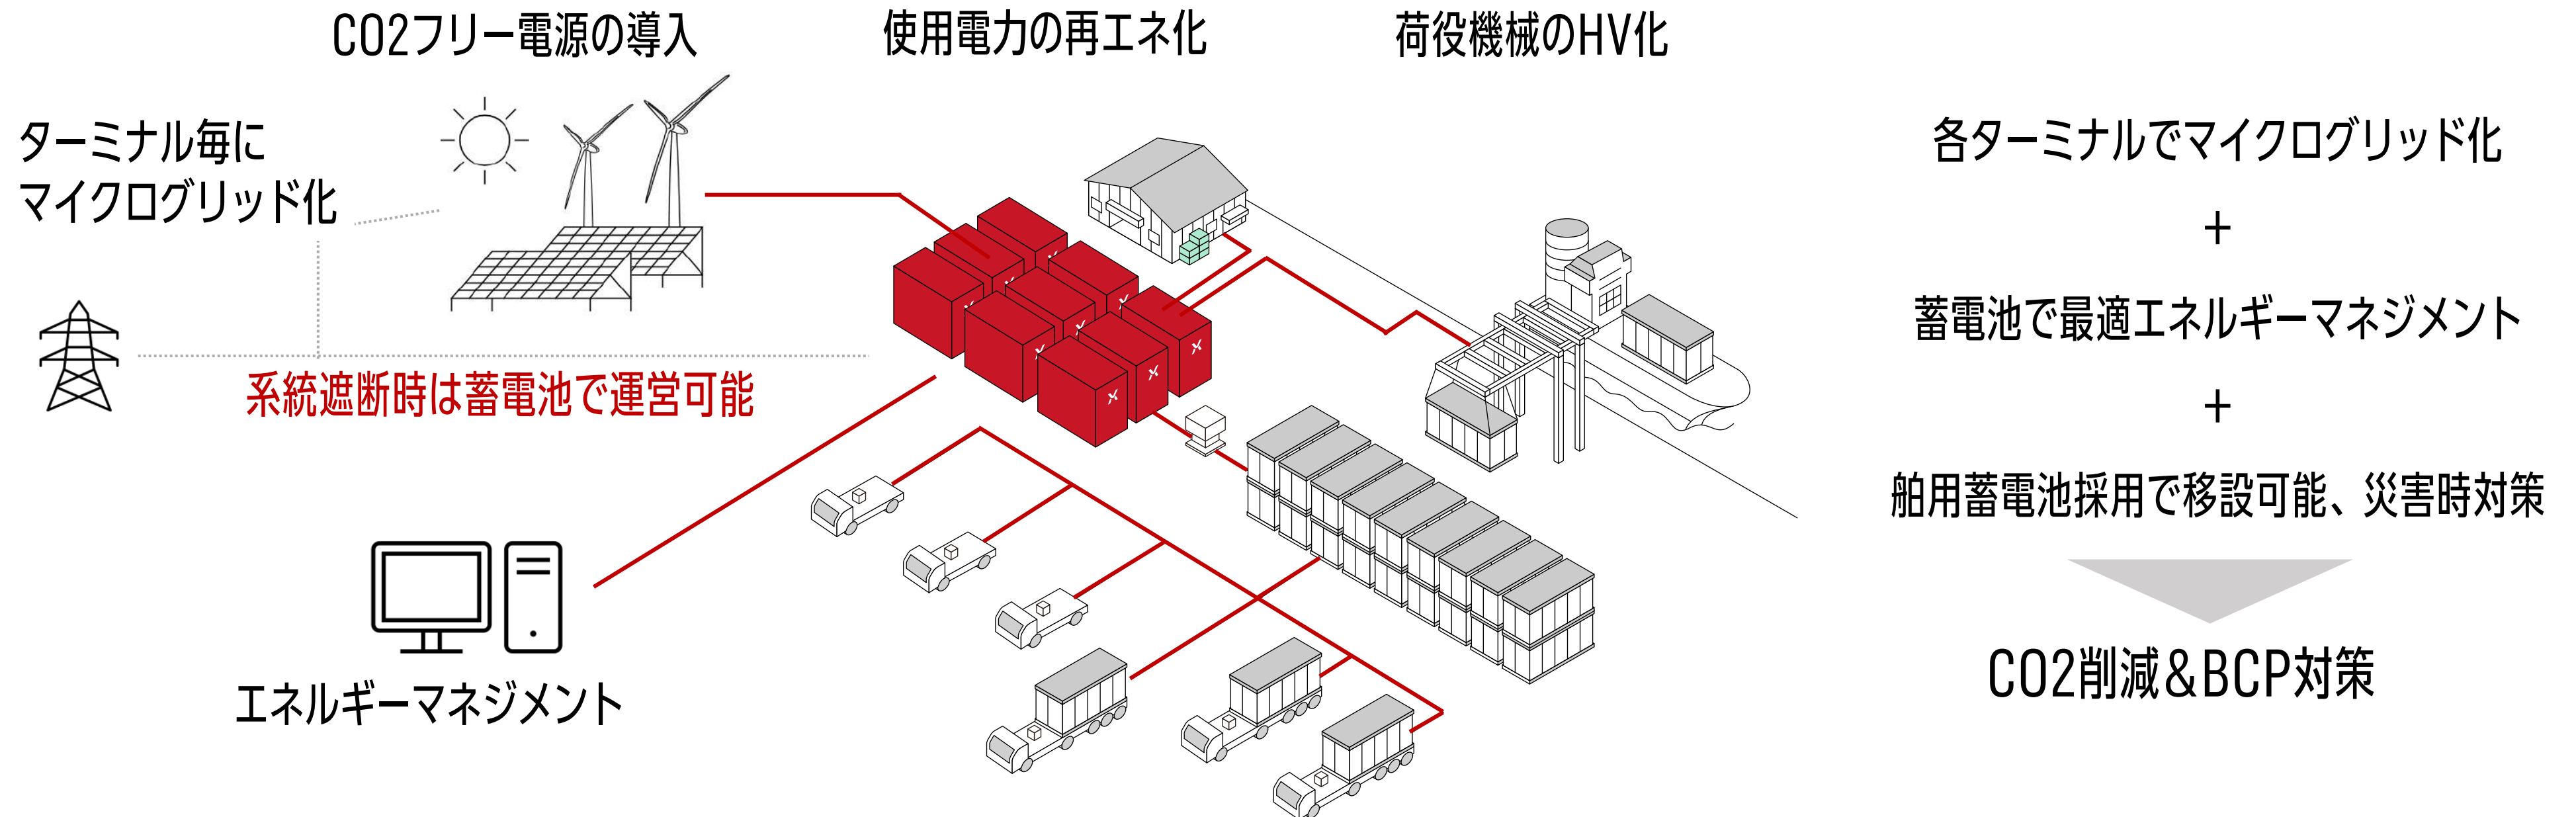 CO2フリー電源の導入
使用電力の再エネ化
荷役機械のHV化
ターミナル毎に
マイクログリッド化
系統遮断時は蓄電池で運営可能
エネルギーマネジメント
各ターミナルでマイクログリッド化
+
蓄電池で最適エネルギーマネジメント
+
舶用蓄電池採用で移設可能、災害時対策
CO2削減&BCP対策